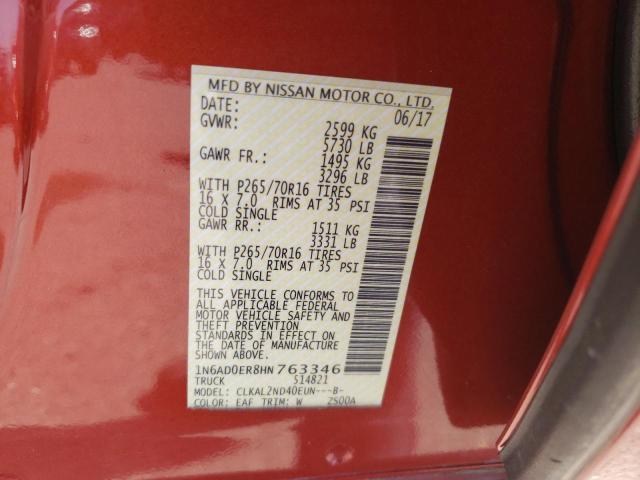 MFD BY NISSAN MOTOR CO., LTD.
DATE: 06/17
GVWR: 2599 KG
5730 LB
GAWR FR.: 1495 KG
3296 LB
WITH P265/70R16 TIRES
16 X 7.0 RIMS AT 35 PSI
COLD SINGLE
GAWR RR.: 1511 KG
3331 LB
WITH P265/70R16 TIRES
16 X 7.0 RIMS AT 35 PSI
COLD SINGLE
THIS VEHICLE CONFORMS TO
ALL APPLICABLE FEDERAL
MOTOR VEHICLE SAFETY AND
THEFT PREVENTION
STANDARDS IN EFFECT ON
THE DATE OF MANUFACTURE
SHOWN ABOVE.
1N6AD0ER8HN763346
TRUCK 514821
MODEL: CLKAL2ND40EUN---B-
COLOR: EAF TRIM: W 2S00A